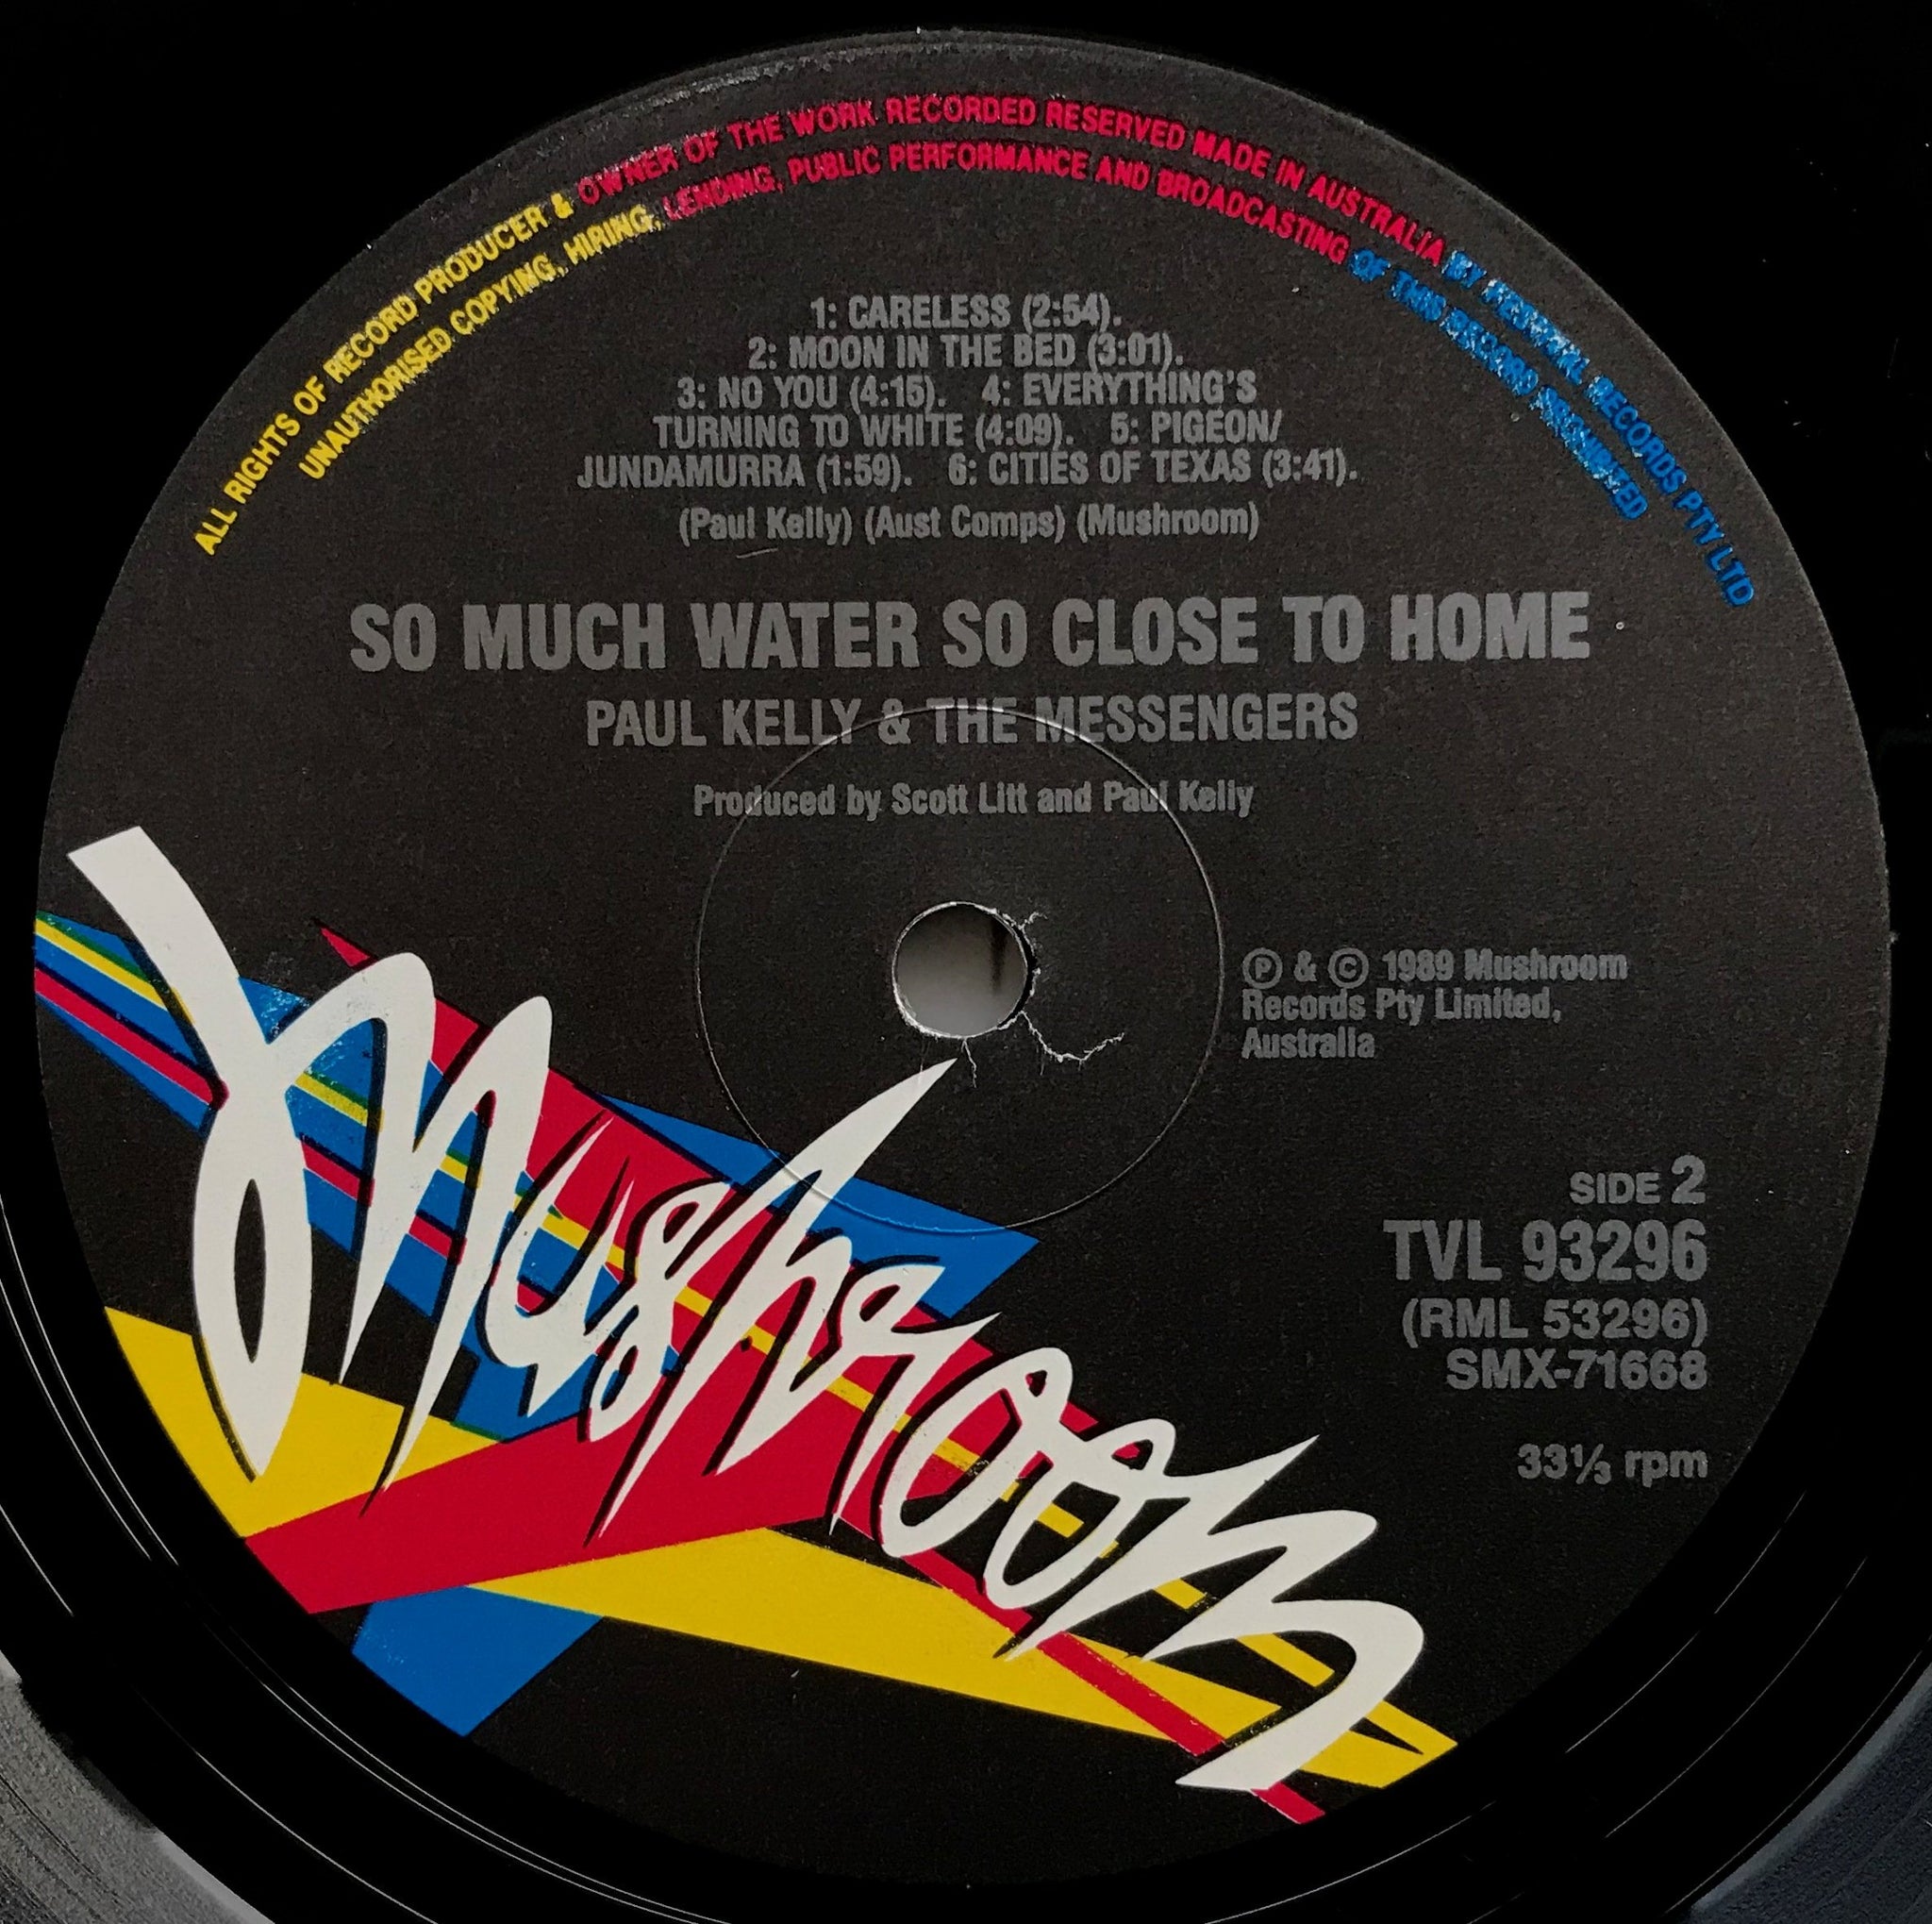 ALL RIGHTS OF RECORD PRODUCER & OWNER OF THE WORK RECORDED RESERVED MADE IN AUSTRALIA BY FESTIVAL RECORDS PTY LTD
UNAUTHORISED COPYING, HIRING, LENDING, PUBLIC PERFORMANCE AND BROADCASTING OF THIS RECORD PROHIBITED
1: CARELESS (2:54).
2: MOON IN THE BED (3:01).
3: NO YOU (4:15). 4: EVERYTHING'S
TURNING TO WHITE (4:09). 5: PIGEON/
JUNDAMURRA (1:59). 6: CITIES OF TEXAS (3:41).
(Paul Kelly) (Aust Comps) (Mushroom)
SO MUCH WATER SO CLOSE TO HOME
PAUL KELLY & THE MESSENGERS
Produced by Scott Litt and Paul Kelly
Ⓟ & © 1989 Mushroom
Records Pty Limited,
Australia
SIDE 2
TVL 93296
(RML 53296)
SMX-71668
33⅓ rpm
Mushroom